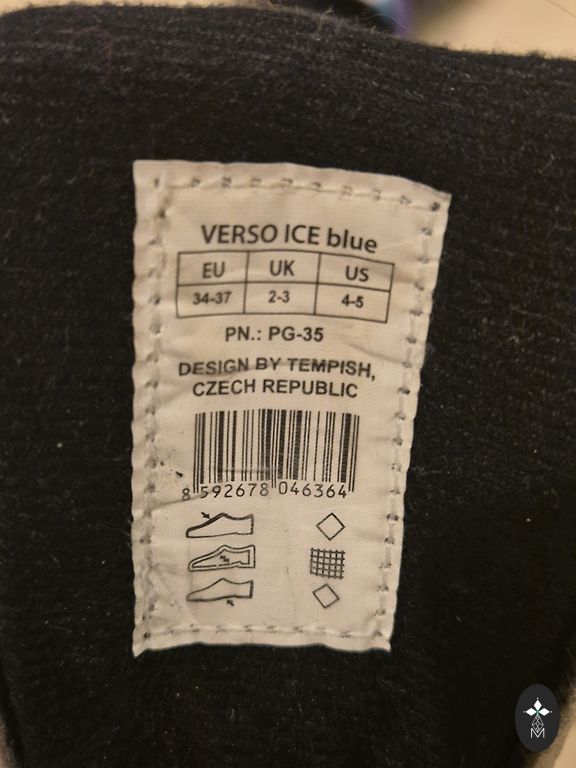 VERSO ICE blue
EU UK US
34-37 2-3 4-5
PN.: PG-35
DESIGN BY TEMPISH,
CZECH REPUBLIC
8 592678 046364
M